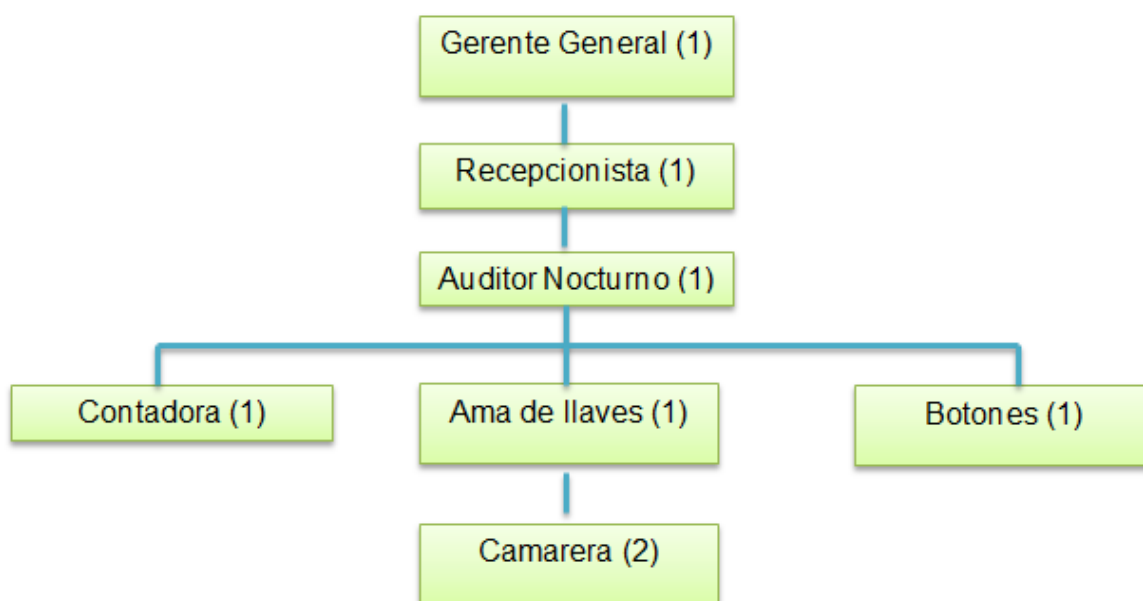 Gerente General (1)
Recepcionista (1)
Auditor Nocturno (1)
Contadora (1)
Ama de llaves (1)
Botones (1)
Camarera (2)